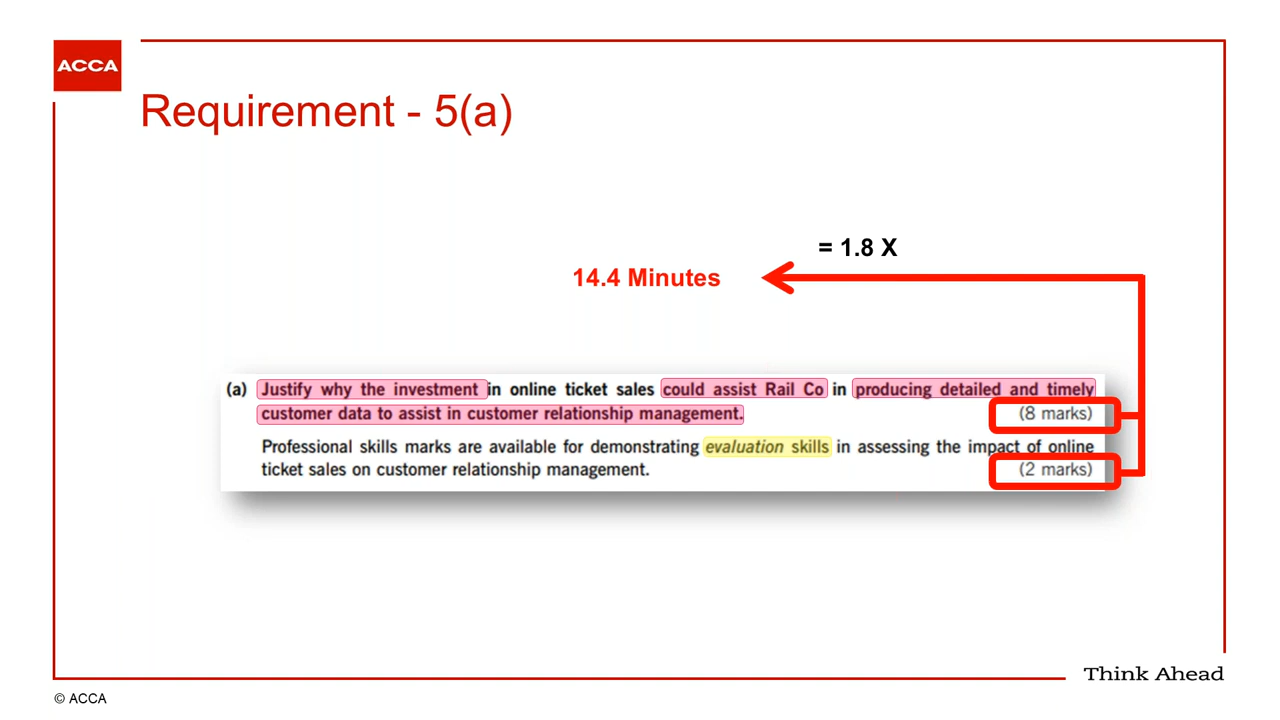 ACCA
Requirement - 5(a)
= 1.8 X
14.4 Minutes
(a) Justify why the investment in online ticket sales could assist Rail Co in producing detailed and timely
customer data to assist in customer relationship management. (8 marks)
Professional skills marks are available for demonstrating evaluation skills in assessing the impact of online
ticket sales on customer relationship management. (2 marks)
Think Ahead
© ACCA